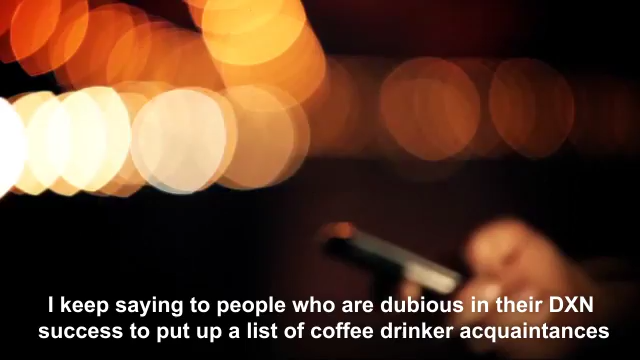 I keep saying to people who are dubious in their DXN
success to put up a list of coffee drinker acquaintances